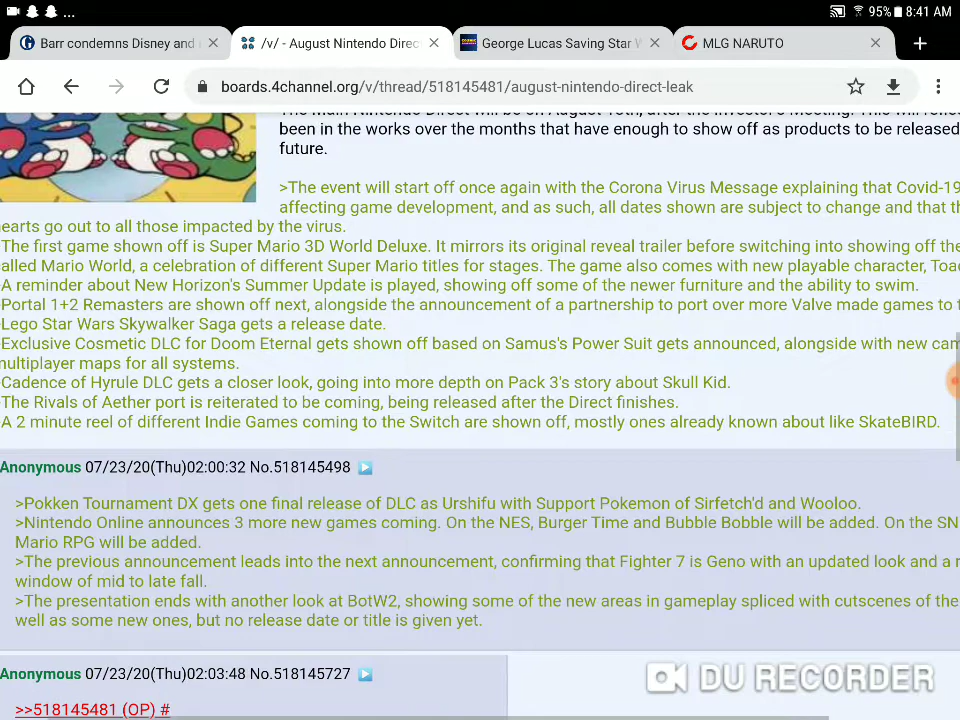 ... 95% 8:41 AM
Barr condemns Disney and
/v/ - August Nintendo Direc
George Lucas Saving Star W
MLG NARUTO
boards.4channel.org/v/thread/518145481/august-nintendo-direct-leak
been in the works over the months that have enough to show off as products to be released
future.
>The event will start off once again with the Corona Virus Message explaining that Covid-19
affecting game development, and as such, all dates shown are subject to change and that th
earts go out to all those impacted by the virus.
The first game shown off is Super Mario 3D World Deluxe. It mirrors its original reveal trailer before switching into showing off the
alled Mario World, a celebration of different Super Mario titles for stages. The game also comes with new playable character, Toad
A reminder about New Horizon's Summer Update is played, showing off some of the newer furniture and the ability to swim.
Portal 1+2 Remasters are shown off next, alongside the announcement of a partnership to port over more Valve made games to t
Lego Star Wars Skywalker Saga gets a release date.
Exclusive Cosmetic DLC for Doom Eternal gets shown off based on Samus's Power Suit gets announced, alongside with new cam
multiplayer maps for all systems.
Cadence of Hyrule DLC gets a closer look, going into more depth on Pack 3's story about Skull Kid.
The Rivals of Aether port is reiterated to be coming, being released after the Direct finishes.
A 2 minute reel of different Indie Games coming to the Switch are shown off, mostly ones already known about like SkateBIRD.
Anonymous 07/23/20(Thu)02:00:32 No.518145498
>Pokken Tournament DX gets one final release of DLC as Urshifu with Support Pokemon of Sirfetch'd and Wooloo.
>Nintendo Online announces 3 more new games coming. On the NES, Burger Time and Bubble Bobble will be added. On the SN
Mario RPG will be added.
>The previous announcement leads into the next announcement, confirming that Fighter 7 is Geno with an updated look and a r
window of mid to late fall.
>The presentation ends with another look at BotW2, showing some of the new areas in gameplay spliced with cutscenes of the
well as some new ones, but no release date or title is given yet.
Anonymous 07/23/20(Thu)02:03:48 No.518145727
>>518145481 (OP) #
DU RECORDER